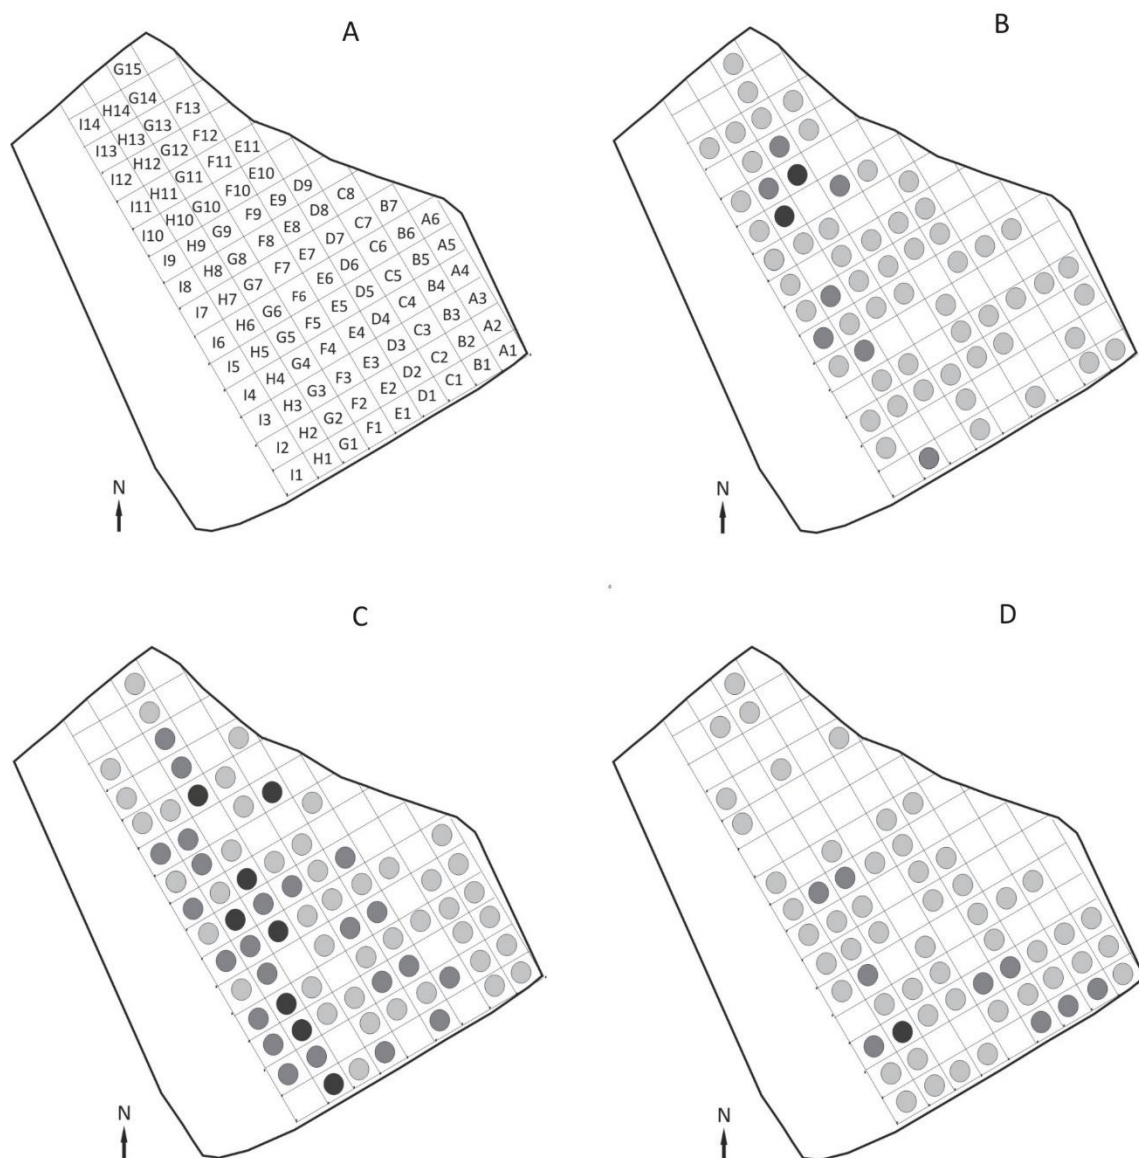 A
G15
I14 H14 G14
I13 H13 G13 F13
I12 H12 G12 F12
I11 H11 G11 F11 E11
I10 H10 G10 F10 E10
I9 H9 G9 F9 E9 D9
I8 H8 G8 F8 E8 D8 C8
I7 H7 G7 F7 E7 D7 C7 B7
I6 H6 G6 F6 E6 D6 C6 B6 A6
I5 H5 G5 F5 E5 D5 C5 B5 A5
I4 H4 G4 F4 E4 D4 C4 B4 A4
I3 H3 G3 F3 E3 D3 C3 B3 A3
I2 H2 G2 F2 E2 D2 C2 B2 A2
I1 H1 G1 F1 E1 D1 C1 B1 A1
N
B
N
C
N
D
N